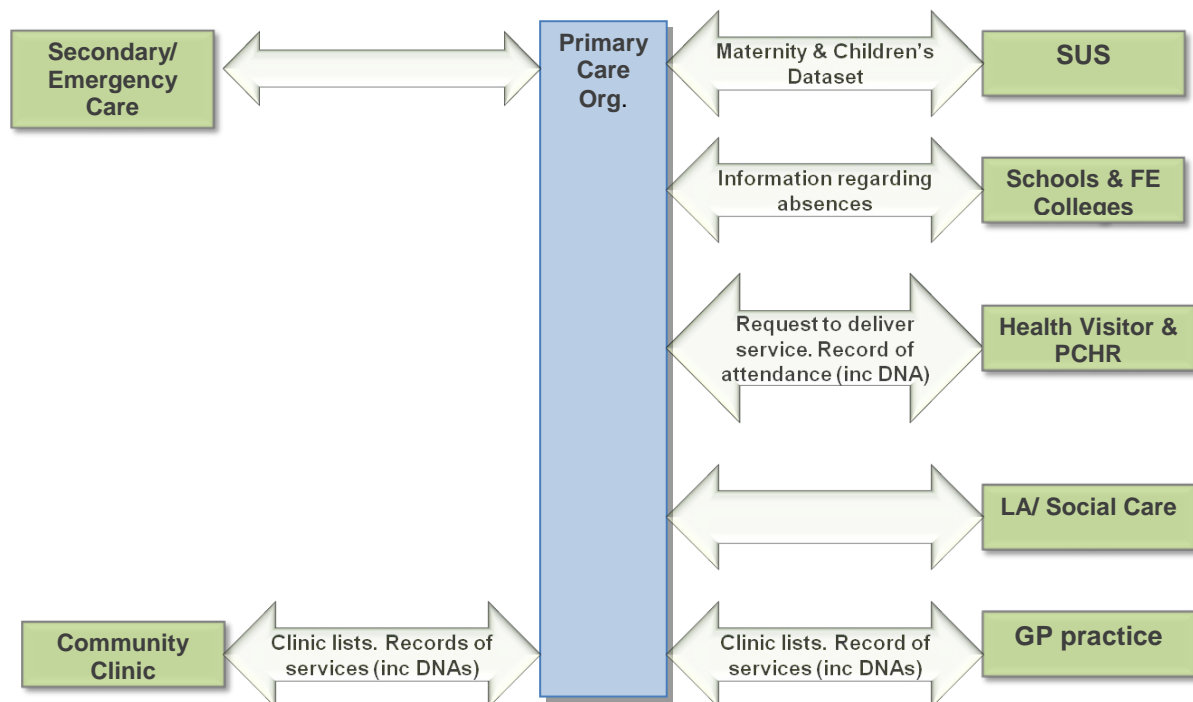 Secondary/
Emergency
Care
Primary
Care
Org.
Maternity & Children's
Dataset
SUS
Information regarding
absences
Schools & FE
Colleges
Request to deliver
service. Record of
attendance (inc DNA)
Health Visitor &
PCHR
LA/ Social Care
Community
Clinic
Clinic lists. Records of
services (inc DNAs)
Clinic lists. Record of
services (inc DNAs)
GP practice